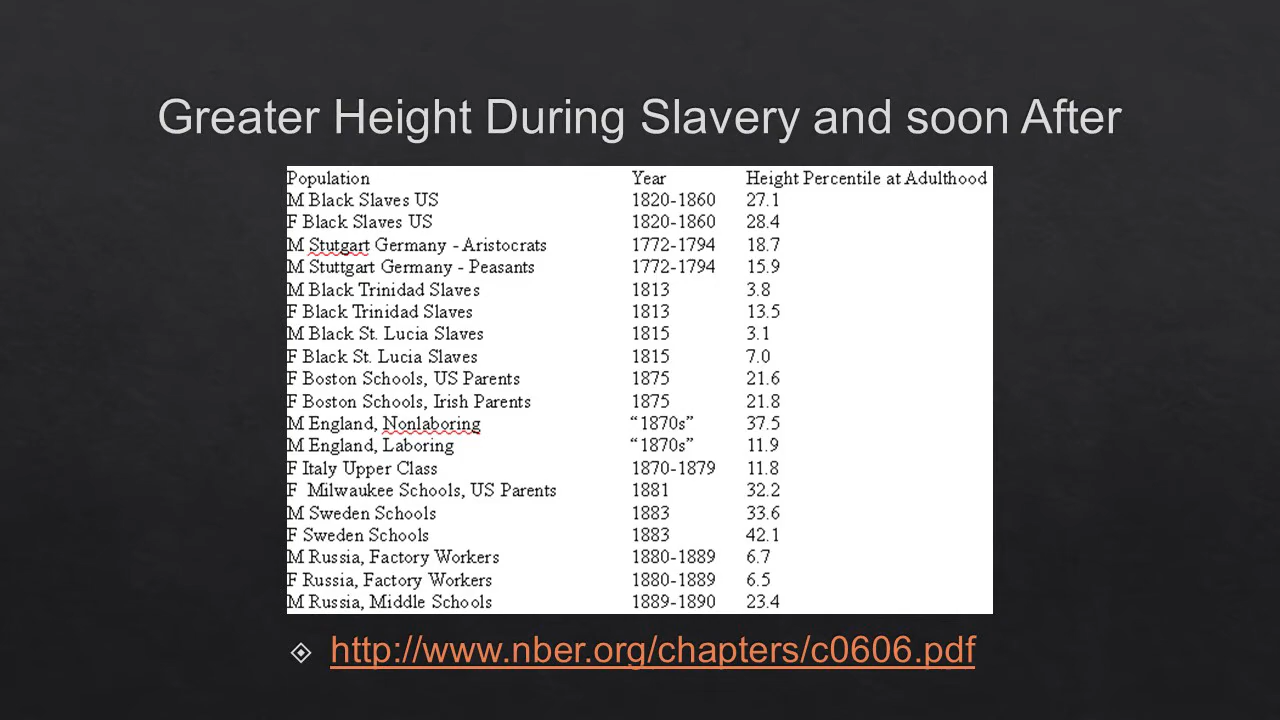 Greater Height During Slavery and soon After
Population Year Height Percentile at Adulthood
M Black Slaves US 1820-1860 27.1
F Black Slaves US 1820-1860 28.4
M Stutgart Germany - Aristocrats 1772-1794 18.7
M Stuttgart Germany - Peasants 1772-1794 15.9
M Black Trinidad Slaves 1813 3.8
F Black Trinidad Slaves 1813 13.5
M Black St. Lucia Slaves 1815 3.1
F Black St. Lucia Slaves 1815 7.0
F Boston Schools, US Parents 1875 21.6
F Boston Schools, Irish Parents 1875 21.8
M England, Nonlaboring “1870s” 37.5
M England, Laboring “1870s” 11.9
F Italy Upper Class 1870-1879 11.8
F Milwaukee Schools, US Parents 1881 32.2
M Sweden Schools 1883 33.6
F Sweden Schools 1883 42.1
M Russia, Factory Workers 1880-1889 6.7
F Russia, Factory Workers 1880-1889 6.5
M Russia, Middle Schools 1889-1890 23.4
http://www.nber.org/chapters/c0606.pdf